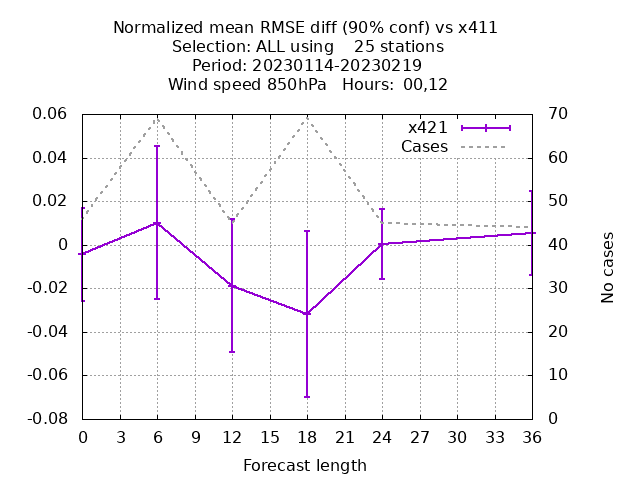 Normalized mean RMSE diff (90% conf) vs x411
Selection: ALL using    25 stations
Period: 20230114-20230219
Wind speed 850hPa   Hours:  00,12
0.06
0.04
0.02
0
-0.02
-0.04
-0.06
-0.08
x421
Cases
70
60
50
40
30
20
10
0
No cases
0 3 6 9 12 15 18 21 24 27 30 33 36
Forecast length